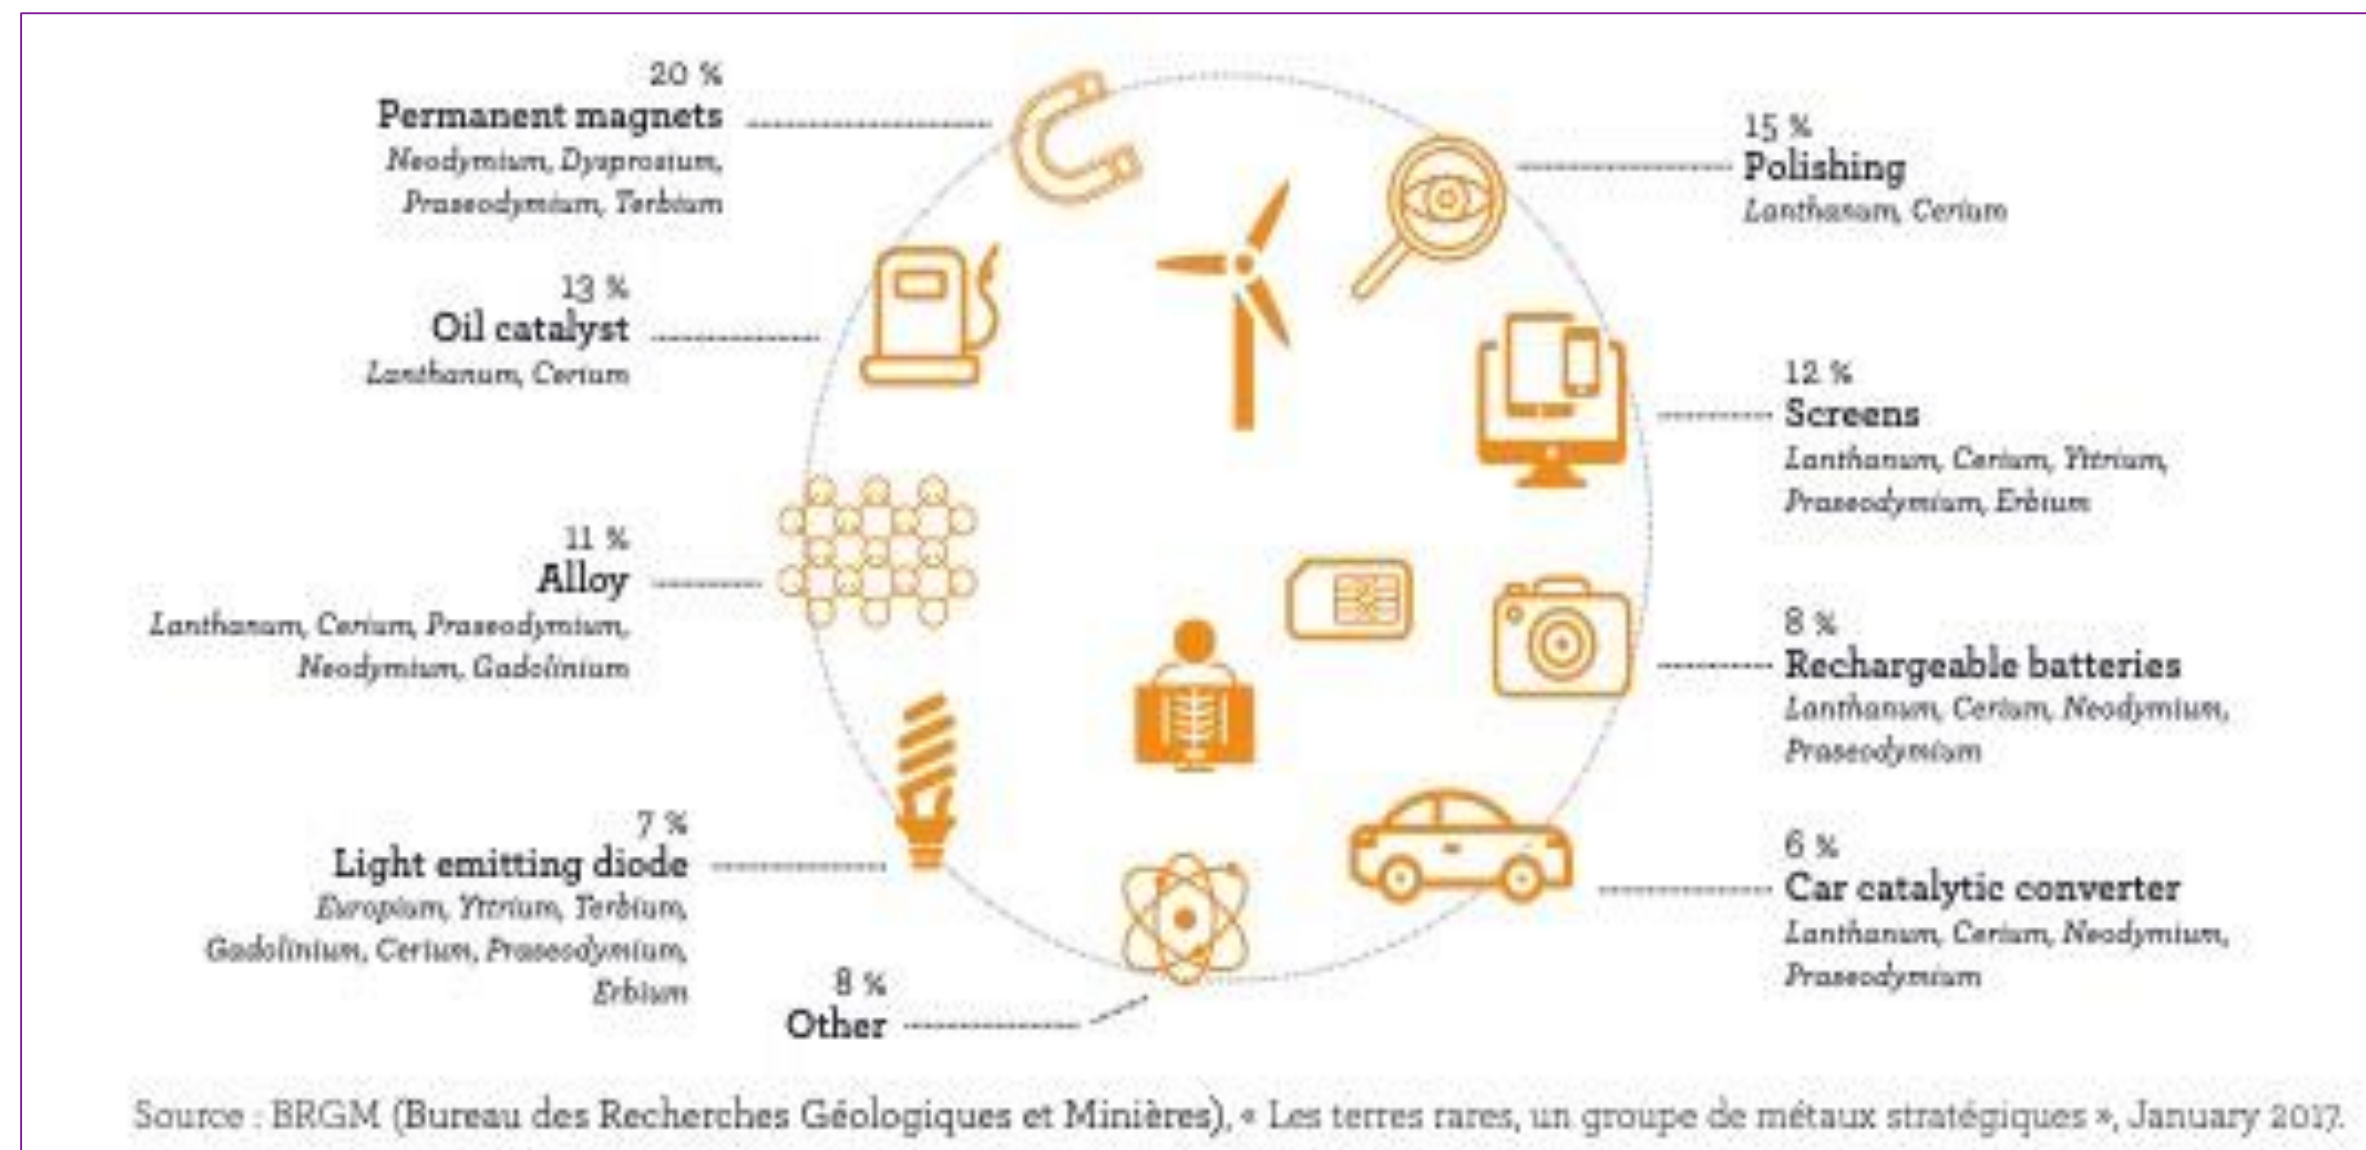 20 %
Permanent magnets
Neodymium, Dysprosium,
Praseodymium, Terbium
13 %
Oil catalyst
Lanthanum, Cerium
11 %
Alloy
Lanthanum, Cerium, Praseodymium,
Neodymium, Gadolinium
7 %
Light emitting diode
Europium, Yttrium, Terbium,
Gadolinium, Cerium, Praseodymium,
Erbium
8 %
Other
15 %
Polishing
Lanthanum, Cerium
12 %
Screens
Lanthanum, Cerium, Yttrium,
Praseodymium, Erbium
8 %
Rechargeable batteries
Lanthanum, Cerium, Neodymium,
Praseodymium
6 %
Car catalytic converter
Lanthanum, Cerium, Neodymium,
Praseodymium
Source : BRGM (Bureau des Recherches Géologiques et Minières), « Les terres rares, un groupe de métaux stratégiques », January 2017.